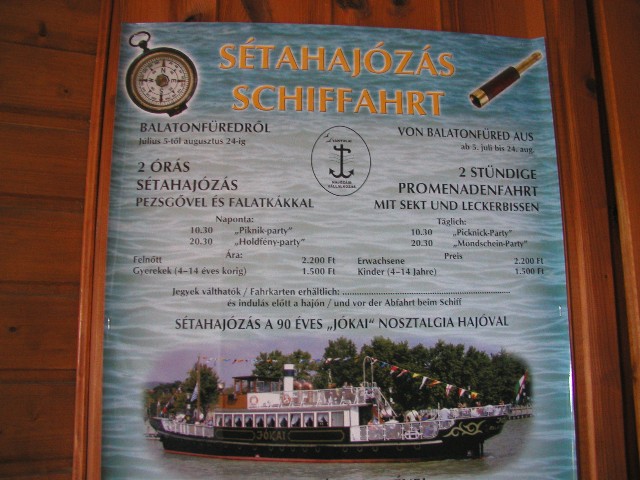 SÉTAHAJÓZÁS
SCHIFFAHRT
BALATONFÜREDRŐL
Július 5-től augusztus 24-ig
VON BALATONFÜRED AUS
ab 5. juli bis 24. aug.
2 ÓRÁS
SÉTAHAJÓZÁS
PEZSGŐVEL ÉS FALATKÁKKAL
2 STÜNDIGE
PROMENADENFAHRT
MIT SEKT UND LECKERBISSEN
HAJÓZÁSI
VÁLLALKOZÁS
Naponta:
10.30 „Piknik-party"
20.30 „Holdfény-party"
Ára:
Felnőtt 2.200 Ft
Gyerekek (4-14 éves korig) 1.500 Ft
Täglich:
10.30 „Picknick-Party"
20.30 „Mondschein-Party"
Preis
Erwachsene 2.200 Ft
Kinder (4-14 Jahre) 1.500 Ft
Jegyek válthatók / Fahrkarten erhältlich: ........................................
és indulás előtt a hajón / und vor der Abfahrt beim Schiff
SÉTAHAJÓZÁS A 90 ÉVES „JÓKAI" NOSZTALGIA HAJÓVAL
JÓKAI